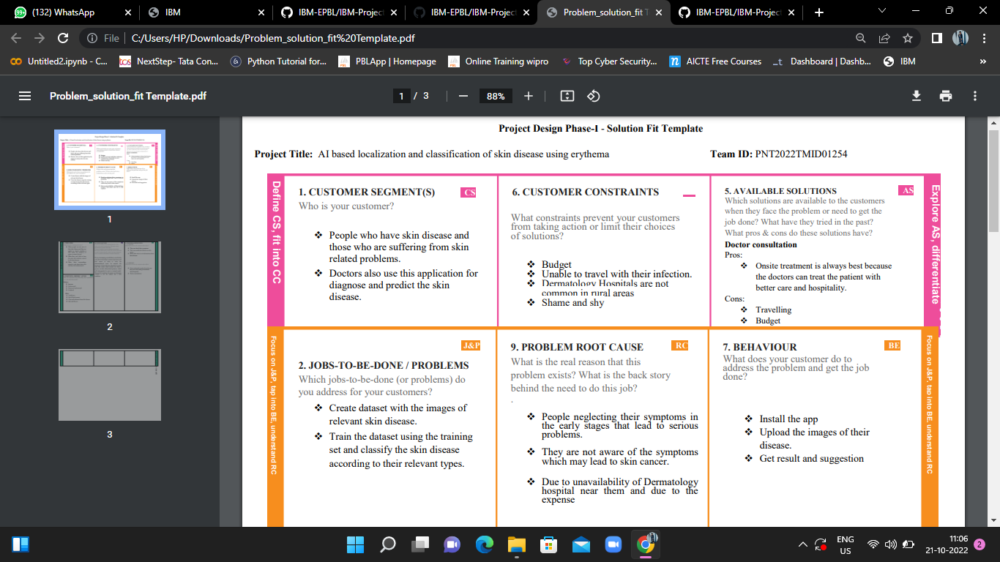 (132) WhatsApp
IBM
IBM-EPBL/IBM-Project
IBM-EPBL/IBM-Project
Problem_solution_fit T
IBM-EPBL/IBM-Project
File
C:/Users/HP/Downloads/Problem_solution_fit%20Template.pdf
Untitled2.ipynb - C...
NextStep- Tata Con...
Python Tutorial for...
PBLApp | Homepage
Online Training wipro
Top Cyber Security...
AICTE Free Courses
Dashboard | Dashb...
IBM
Problem_solution_fit Template.pdf
1 / 3
88%
1
2
3
Project Design Phase-I - Solution Fit Template
Project Title: AI based localization and classification of skin disease using erythema
Team ID: PNT2022TMID01254
Define CS, fit into CC
1. CUSTOMER SEGMENT(S)
CS
Who is your customer?
❖ People who have skin disease and
those who are suffering from skin
related problems.
❖ Doctors also use this application for
diagnose and predict the skin
disease.
6. CUSTOMER CONSTRAINTS
What constraints prevent your customers
from taking action or limit their choices
of solutions?
❖ Budget
❖ Unable to travel with their infection.
❖ Dermatology Hospitals are not
common in rural areas
❖ Shame and shy
5. AVAILABLE SOLUTIONS
AS
Which solutions are available to the customers
when they face the problem or need to get the
job done? What have they tried in the past?
What pros & cons do these solutions have?
Doctor consultation
Pros:
❖ Onsite treatment is always best because
the doctors can treat the patient with
better care and hospitality.
Cons:
❖ Travelling
❖ Budget
Explore AS, differentiate
Focus on J&P, tap into BE, understand RC
J&P
2. JOBS-TO-BE-DONE / PROBLEMS
Which jobs-to-be-done (or problems) do
you address for your customers?
❖ Create dataset with the images of
relevant skin disease.
❖ Train the dataset using the training
set and classify the skin disease
according to their relevant types.
9. PROBLEM ROOT CAUSE
RC
What is the real reason that this
problem exists? What is the back story
behind the need to do this job?
.
❖ People neglecting their symptoms in
the early stages that lead to serious
problems.
❖ They are not aware of the symptoms
which may lead to skin cancer.
❖ Due to unavailability of Dermatology
hospital near them and due to the
expense
7. BEHAVIOUR
BE
What does your customer do to
address the problem and get the job
done?
❖ Install the app
❖ Upload the images of their
disease.
❖ Get result and suggestion
Focus on J&P, tap into BE, understand RC
ENG
US
11:06
21-10-2022
2